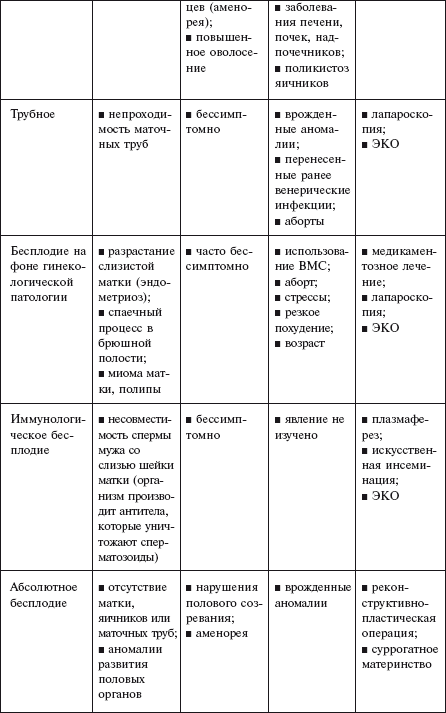 цев (амено-
рея);
■ повышен-
ное оволосе-
ние
■ заболева-
ния печени,
почек, над-
почечников;
■ поликистоз
яичников
Трубное
■ непроходи-
мость маточ-
ных труб
■ бессимп-
томно
■ врожден-
ные анома-
лии;
■ перенесен-
ные ранее
венерические
инфекции;
■ аборты
■ лапароско-
пия;
■ ЭКО
Бесплодие на
фоне гинеко-
логической
патологии
■ разрастание
слизистой
матки (эндо-
метриоз);
■ спаечный
процесс в
брюшной
полости;
■ миома мат-
ки, полипы
■ часто бес-
симптомно
■ использова-
ние ВМС;
■ аборт;
■ стрессы;
■ резкое
похудение;
■ возраст
■ медикамен-
тозное лече-
ние;
■ лапароско-
пия;
■ ЭКО
Иммунологи-
ческое бес-
плодие
■ несовмести-
мость спермы
мужа со
слизью шейки
матки (орга-
низм произво-
дит антитела,
которые унич-
тожают спер-
матозоиды)
■ бессимп-
томно
■ явление не
изучено
■ плазмафе-
рез;
■ искусствен-
ная инсеми-
нация;
■ ЭКО
Абсолютное
бесплодие
■ отсутствие
матки,
яичников или
маточных труб;
■ аномалии
развития
половых
органов
■ нарушения
полового соз-
ревания;
■ аменорея
■ врожденные
аномалии
■ рекон-
структивно-
пластическая
операция;
■ суррогатное
материнство